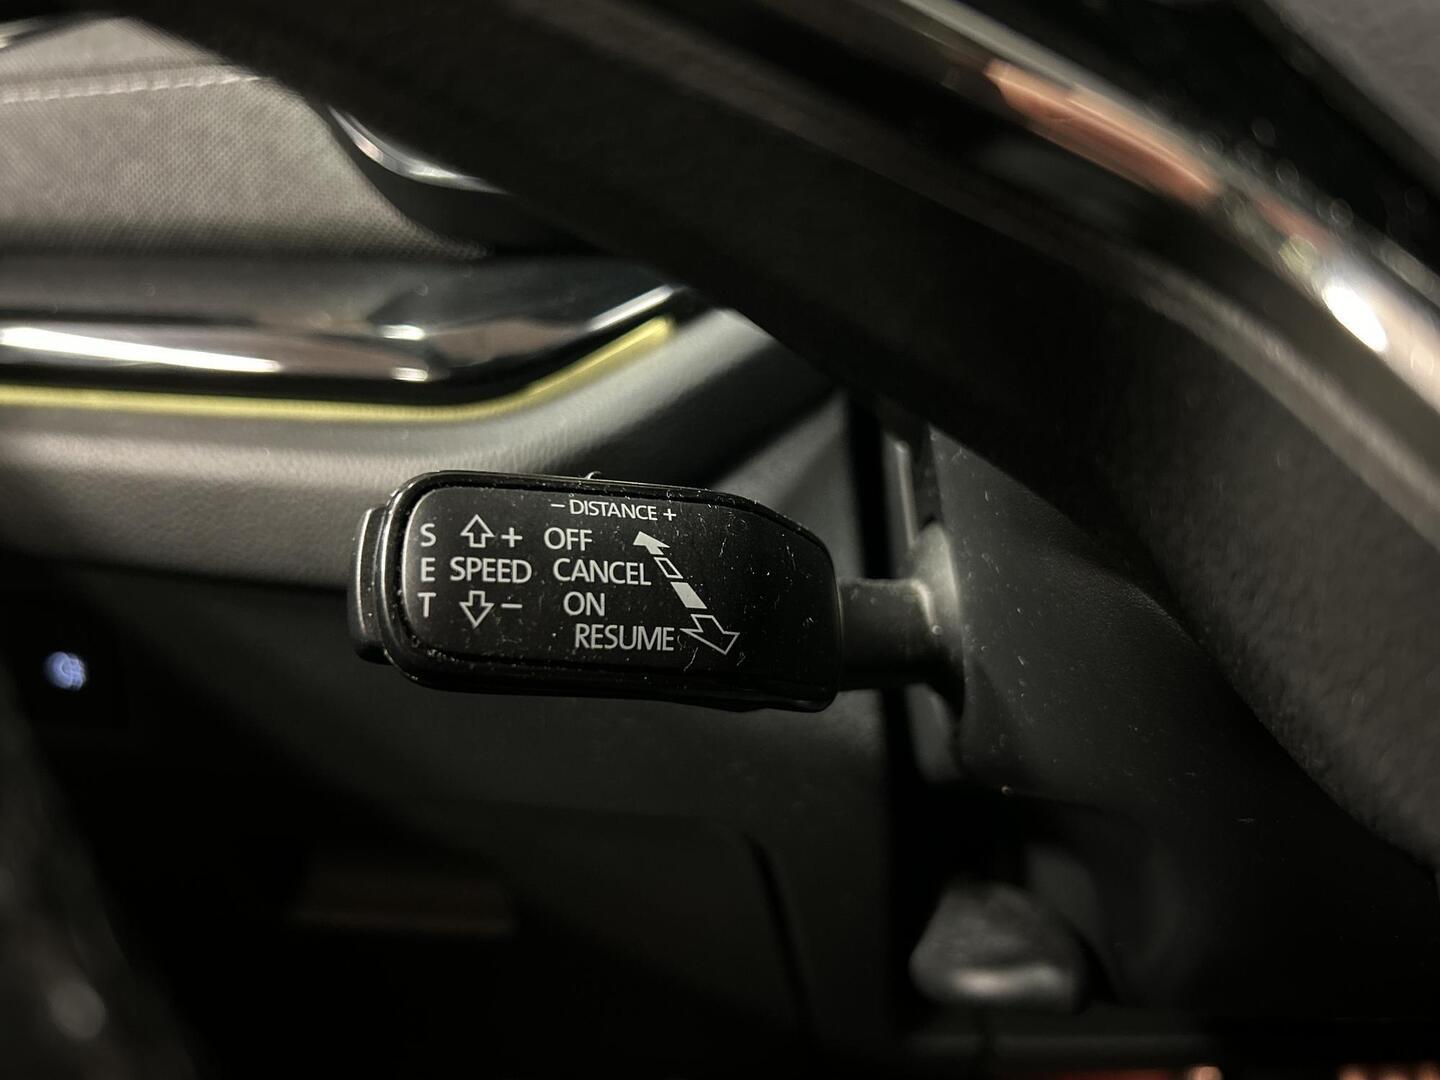 – DISTANCE +
S + OFF
E SPEED CANCEL
T – ON
RESUME